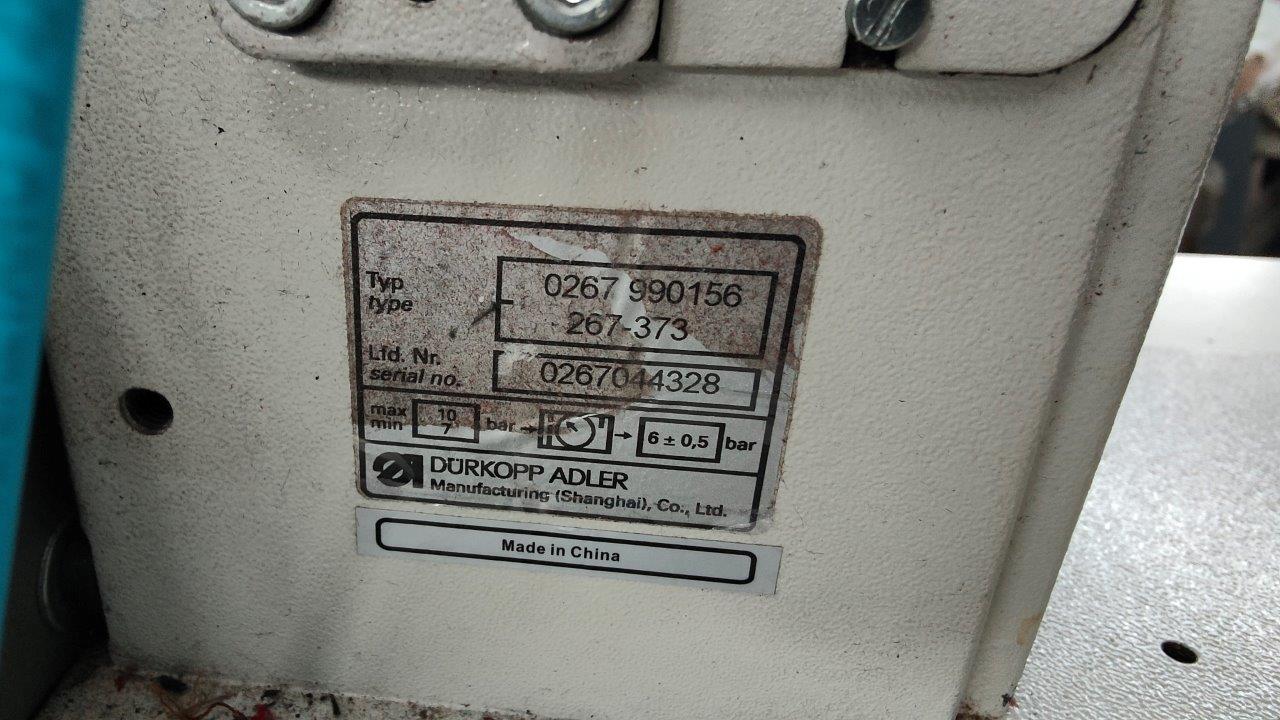 Typ
type
0267 990156
267-373
Lfd. Nr.
serial no.
0267044328
max 10 bar
min 7
6 ± 0,5 bar
DÜRKOPP ADLER
Manufacturing (Shanghai), Co., Ltd.
Made in China